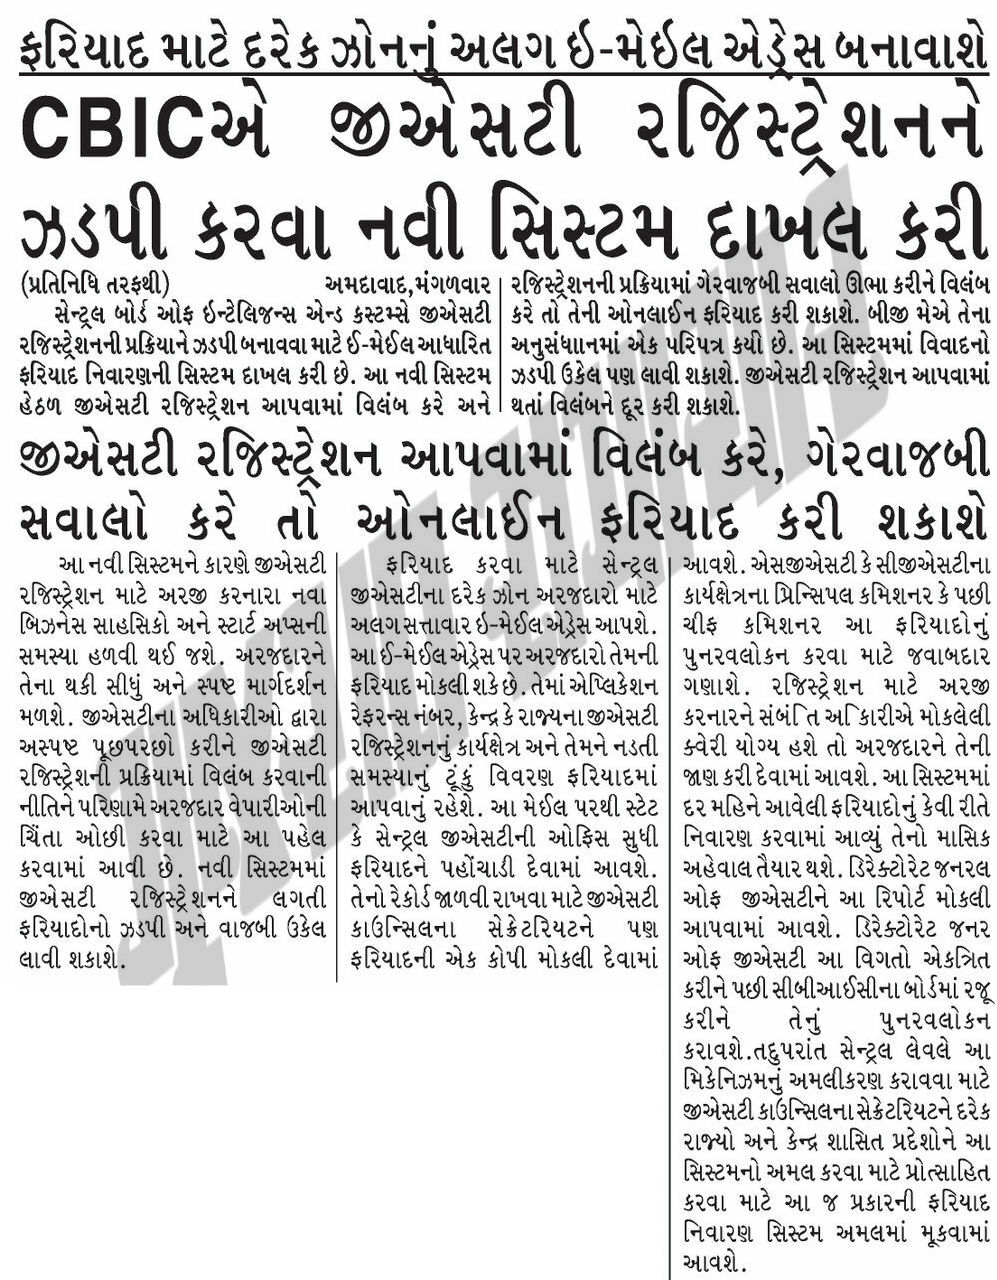 ફરિયાદ માટે દરેક ઝોનનું અલગ ઇ-મેઇલ એડ્રેસ બનાવાશે
CBICએ જીએસટી રજિસ્ટ્રેશનને
ઝડપી કરવા નવી સિસ્ટમ દાખલ કરી
(પ્રતિનિધિ તરફથી) અમદાવાદ,મંગળવાર
સેન્ટ્રલ બોર્ડ ઓફ ઇન્ટેલિજન્સ એન્ડ કસ્ટમ્સે જીએસટી
રજિસ્ટ્રેશનની પ્રક્રિયાને ઝડપી બનાવવા માટે ઈ-મેઈલ આધારિત
ફરિયાદ નિવારણની સિસ્ટમ દાખલ કરી છે. આ નવી સિસ્ટમ
હેઠળ જીએસટી રજિસ્ટ્રેશન આપવામાં વિલંબ કરે અને
રજિસ્ટ્રેશનની પ્રક્રિયામાં ગેરવાજબી સવાલો ઊભા કરીને વિલંબ
કરે તો તેની ઓનલાઈન ફરિયાદ કરી શકાશે. બીજી મેએ તેના
અનુસંધાનમાં એક પરિપત્ર કર્યો છે. આ સિસ્ટમમાં વિવાદનો
ઝડપી ઉકેલ પણ લાવી શકાશે. જીએસટી રજિસ્ટ્રેશન આપવામાં
થતાં વિલંબને દૂર કરી શકાશે.
જીએસટી રજિસ્ટ્રેશન આપવામાં વિલંબ કરે, ગેરવાજબી
સવાલો કરે તો ઓનલાઈન ફરિયાદ કરી શકાશે
આ નવી સિસ્ટમને કારણે જીએસટી
રજિસ્ટ્રેશન માટે અરજી કરનારા નવા
બિઝનેસ સાહસિકો અને સ્ટાર્ટ અપ્સની
સમસ્યા હળવી થઈ જશે. અરજદારને
તેના થકી સીધું અને સ્પષ્ટ માર્ગદર્શન
મળશે. જીએસટીના અધિકારીઓ દ્વારા
અસ્પષ્ટ પૂછપરછો કરીને જીએસટી
રજિસ્ટ્રેશની પ્રક્રિયામાં વિલંબ કરવાની
નીતિને પરિણામે અરજદાર વેપારીઓની
ચિંતા ઓછી કરવા માટે આ પહેલ
કરવામાં આવી છે. નવી સિસ્ટમમાં
જીએસટી રજિસ્ટ્રેશનને લગતી
ફરિયાદોનો ઝડપી અને વાજબી ઉકેલ
લાવી શકાશે.
ફરિયાદ કરવા માટે સેન્ટ્રલ
જીએસટીના દરેક ઝોન અરજદારો માટે
અલગ સત્તાવાર ઇ-મેઈલ એડ્રેસ આપશે.
આ ઈ-મેઈલ એડ્રેસ પર અરજદારો તેમની
ફરિયાદ મોકલી શકે છે. તેમાં એપ્લિકેશન
રેફરન્સ નંબર, કેન્દ્ર કે રાજ્યના જીએસટી
રજિસ્ટ્રેશનનું કાર્યક્ષેત્ર અને તેમને નડતી
સમસ્યાનું ટૂંકું વિવરણ ફરિયાદમાં
આપવાનું રહેશે. આ મેઈલ પરથી સ્ટેટ
કે સેન્ટ્રલ જીએસટીની ઓફિસ સુધી
ફરિયાદને પહોંચાડી દેવામાં આવશે.
તેનો રેકોર્ડ જાળવી રાખવા માટે જીએસટી
કાઉન્સિલના સેક્રેટરિયટને પણ
ફરિયાદની એક કોપી મોકલી દેવામાં
આવશે. એસજીએસટી કે સીજીએસટીના
કાર્યક્ષેત્રના પ્રિન્સિપલ કમિશનર કે પછી
ચીફ કમિશનર આ ફરિયાદોનું
પુનરવલોકન કરવા માટે જવાબદાર
ગણાશે. રજિસ્ટ્રેશન માટે અરજી
કરનારને સંબંતિ અિકારીએ મોકલેલી
ક્વેરી યોગ્ય હશે તો અરજદારને તેની
જાણ કરી દેવામાં આવશે. આ સિસ્ટમમાં
દર મહિને આવેલી ફરિયાદોનું કેવી રીતે
નિવારણ કરવામાં આવ્યું તેનો માસિક
અહેવાલ તૈયાર થશે. ડિરેક્ટોરેટ જનરલ
ઓફ જીએસટીને આ રિપોર્ટ મોકલી
આપવામાં આવશે. ડિરેક્ટોરેટ જનર
ઓફ જીએસટી આ વિગતો એકત્રિત
કરીને પછી સીબીઆઈસીના બોર્ડમાં રજૂ
કરીને તેનું પુનરવલોકન
કરાવશે.તદુપરાંત સેન્ટ્રલ લેવલે આ
મિકેનિઝમનું અમલીકરણ કરાવવા માટે
જીએસટી કાઉન્સિલના સેક્રેટરિયટને દરેક
રાજ્યો અને કેન્દ્ર શાસિત પ્રદેશોને આ
સિસ્ટમનો અમલ કરવા માટે પ્રોત્સાહિત
કરવા માટે આ જ પ્રકારની ફરિયાદ
નિવારણ સિસ્ટમ અમલમાં મૂકવામાં
આવશે.